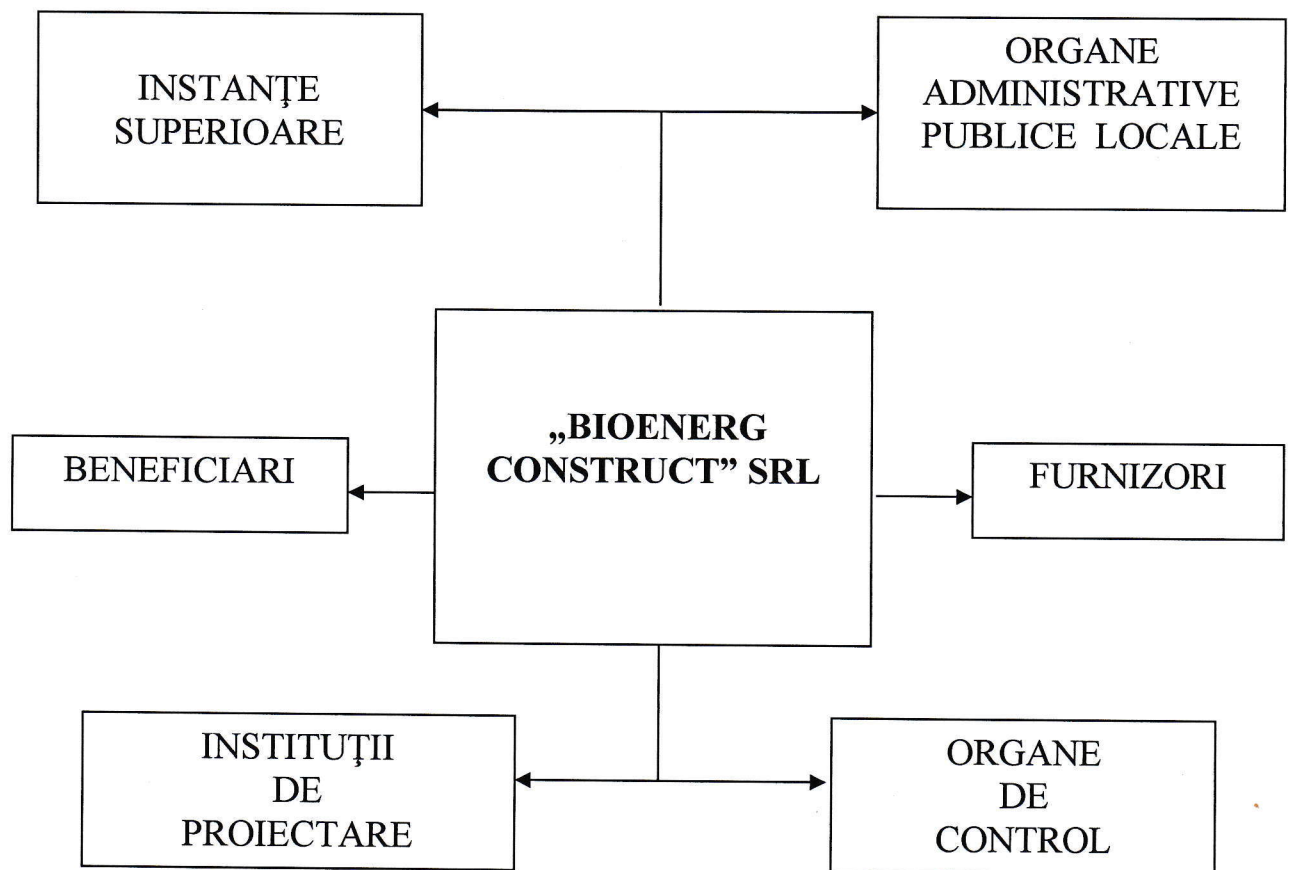 INSTANŢE
SUPERIOARE
ORGANE
ADMINISTRATIVE
PUBLICE LOCALE
„BIOENERG
CONSTRUCT” SRL
BENEFICIARI
FURNIZORI
INSTITUŢII
DE
PROIECTARE
ORGANE
DE
CONTROL